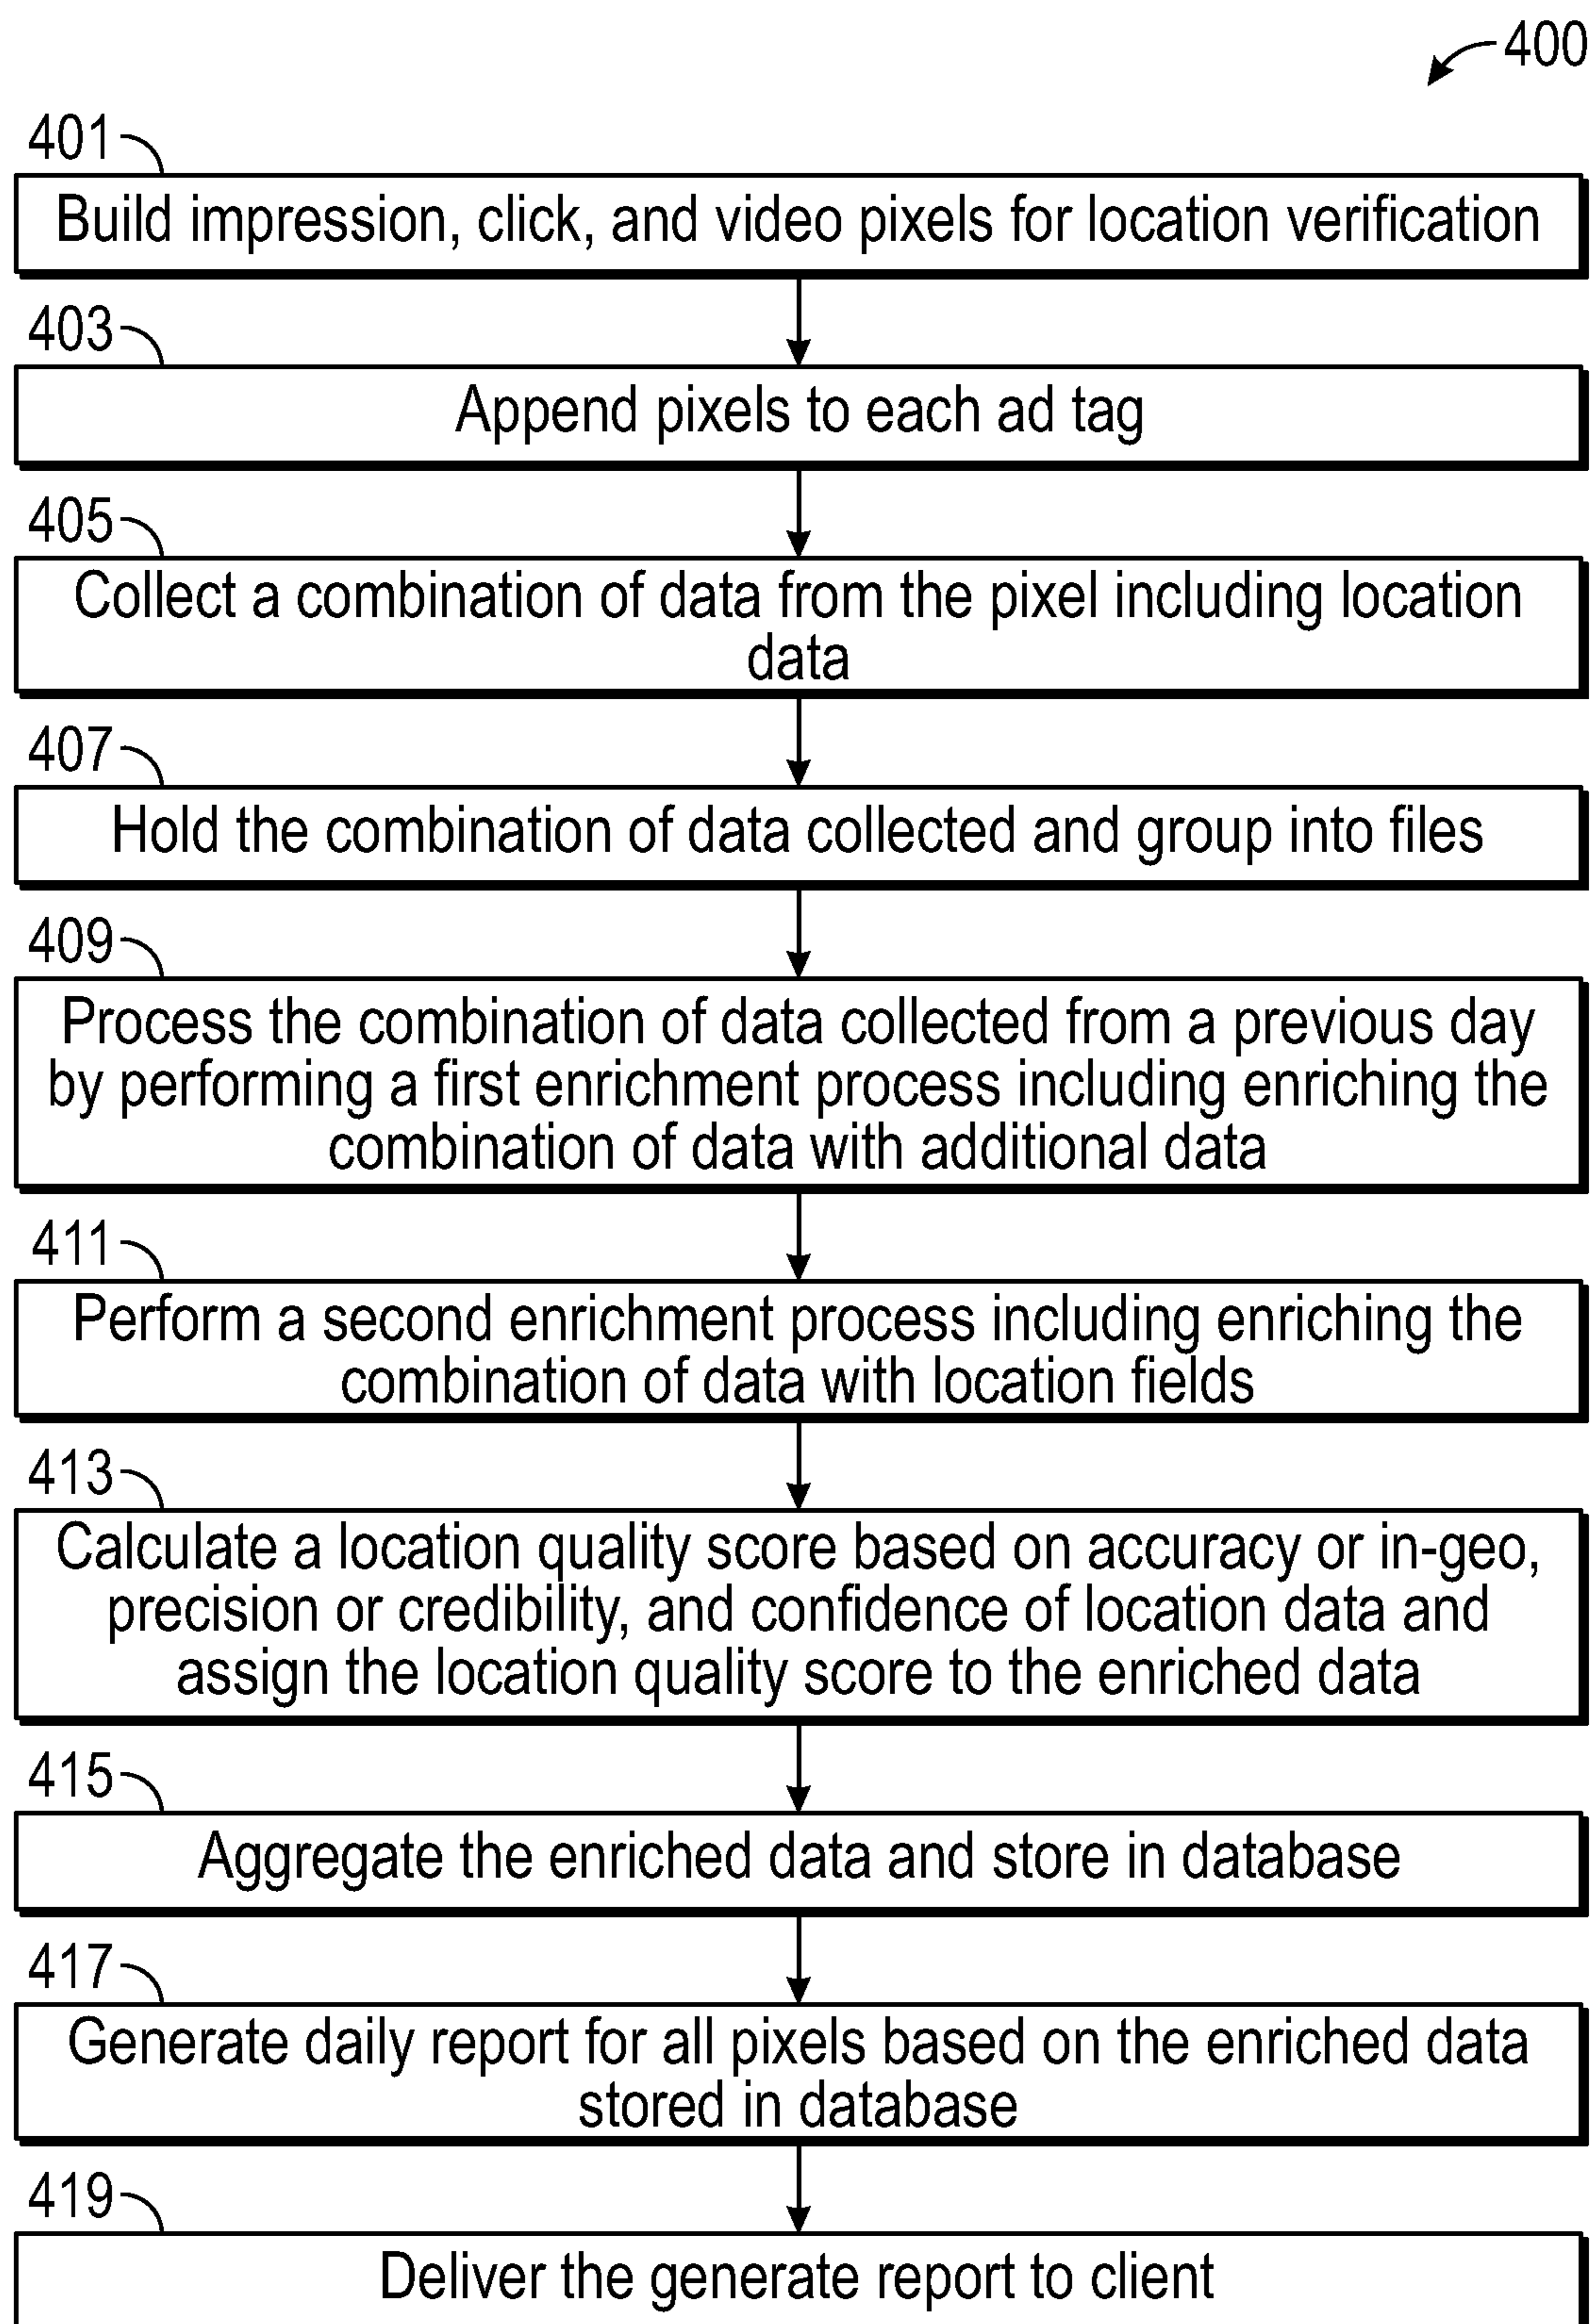 400
401
Build impression, click, and video pixels for location verification
403
Append pixels to each ad tag
405
Collect a combination of data from the pixel including location
data
407
Hold the combination of data collected and group into files
409
Process the combination of data collected from a previous day
by performing a first enrichment process including enriching the
combination of data with additional data
411
Perform a second enrichment process including enriching the
combination of data with location fields
413
Calculate a location quality score based on accuracy or in-geo,
precision or credibility, and confidence of location data and
assign the location quality score to the enriched data
415
Aggregate the enriched data and store in database
417
Generate daily report for all pixels based on the enriched data
stored in database
419
Deliver the generate report to client